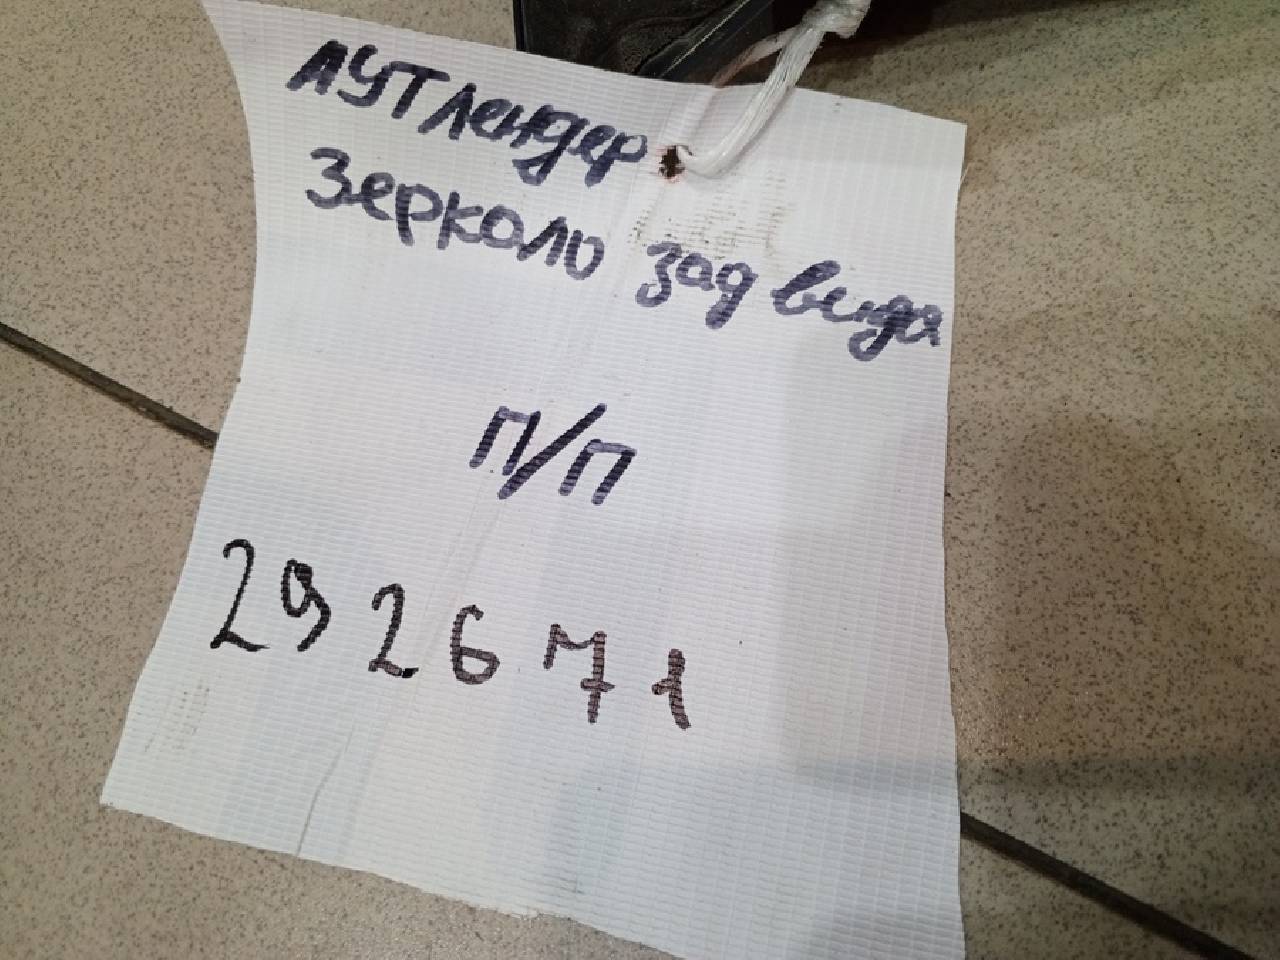 Аутлендер
Зеркало зад вида
П/П
292671